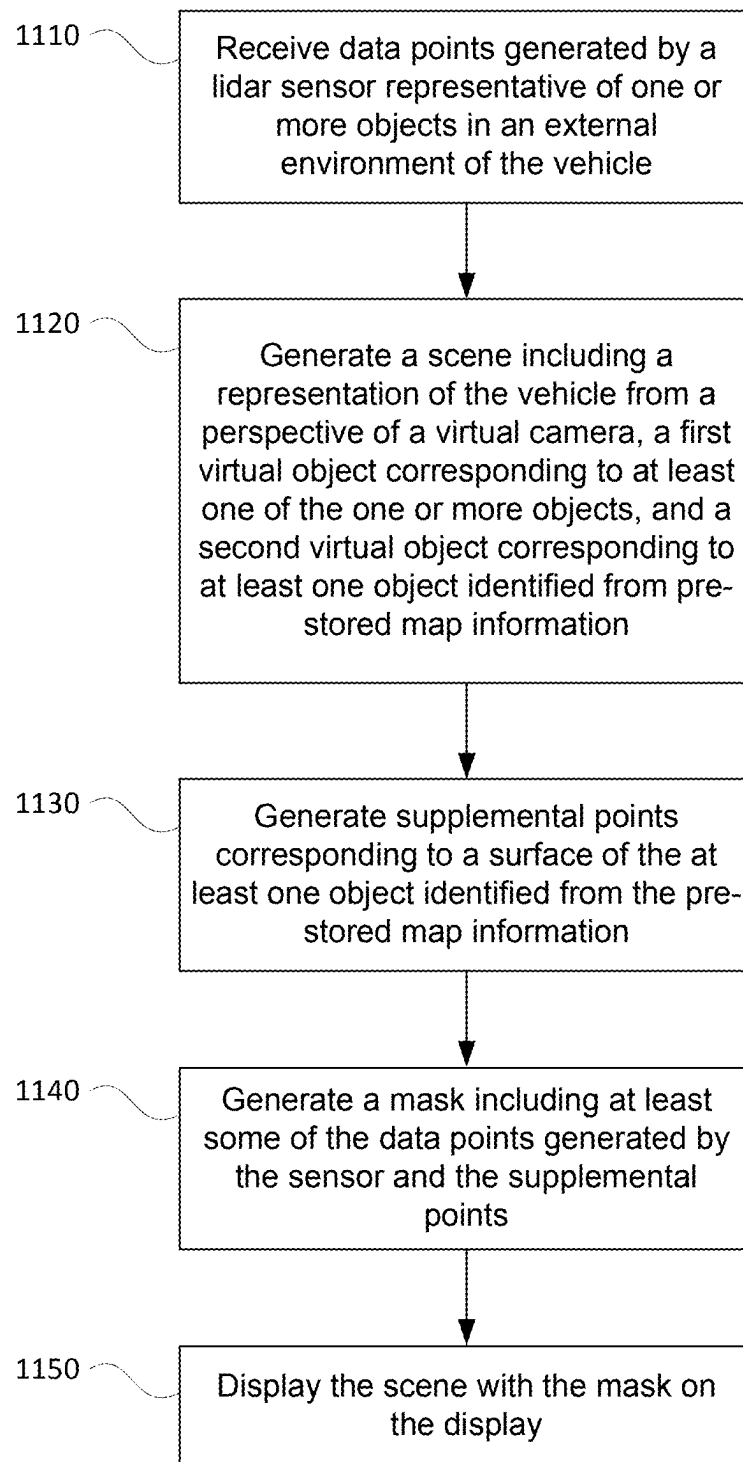 1110
Receive data points generated by a
lidar sensor representative of one or
more objects in an external
environment of the vehicle
1120
Generate a scene including a
representation of the vehicle from a
perspective of a virtual camera, a first
virtual object corresponding to at least
one of the one or more objects, and a
second virtual object corresponding to
at least one object identified from pre-
stored map information
1130
Generate supplemental points
corresponding to a surface of the at
least one object identified from the pre-
stored map information
1140
Generate a mask including at least
some of the data points generated by
the sensor and the supplemental
points
1150
Display the scene with the mask on
the display